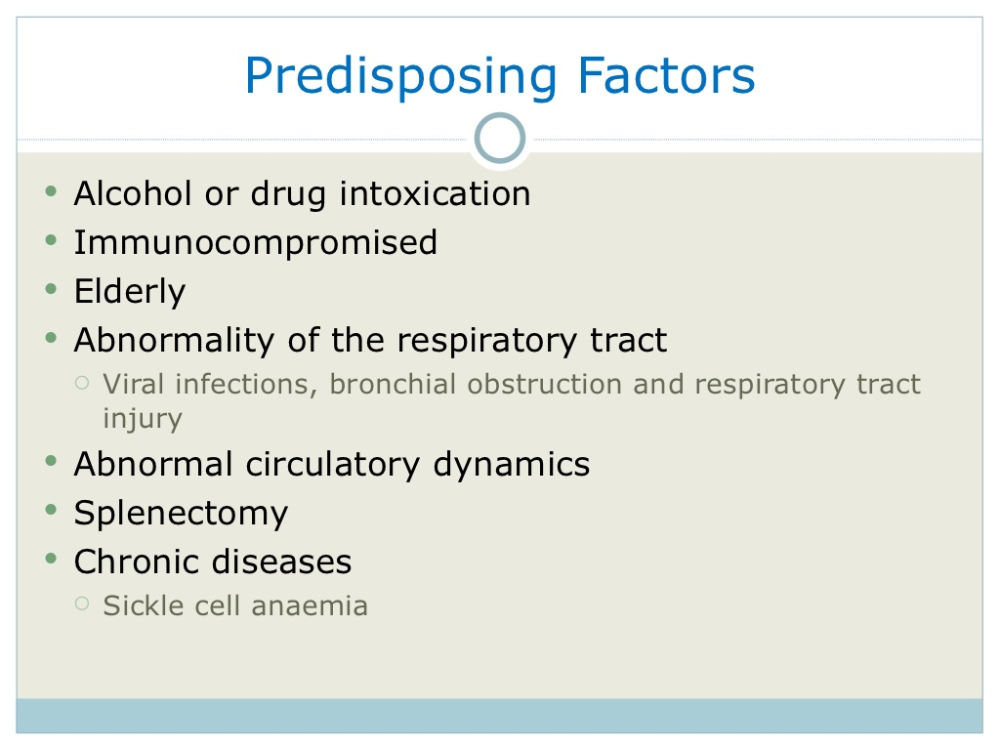 Predisposing Factors
Alcohol or drug intoxication
Immunocompromised
Elderly
Abnormality of the respiratory tract
Viral infections, bronchial obstruction and respiratory tract
injury
Abnormal circulatory dynamics
Splenectomy
Chronic diseases
Sickle cell anaemia